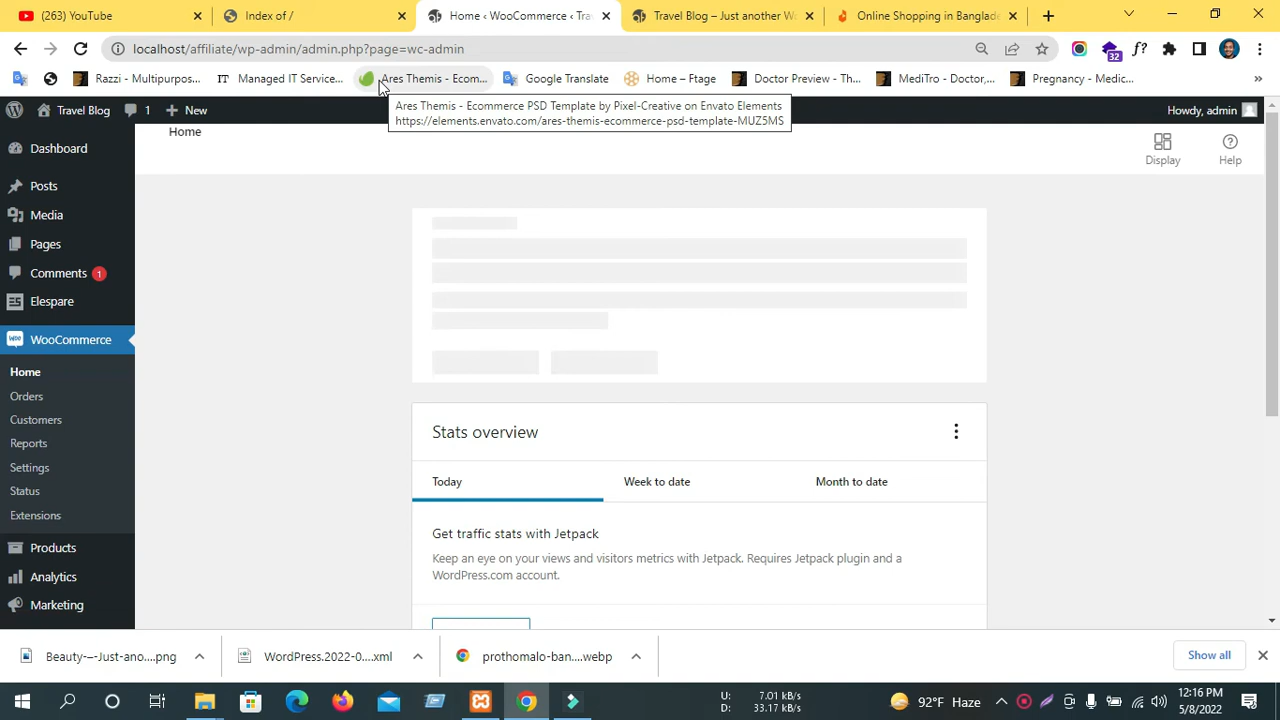 (263) YouTube
Index of /
Home ‹ WooCommerce ‹ Tra
Travel Blog – Just another W
Online Shopping in Banglad
localhost/affiliate/wp-admin/admin.php?page=wc-admin
Razzi - Multipurpos...
IT Managed IT Service...
Ares Themis - Ecom...
Google Translate
Home – Ftage
Doctor Preview - Th...
MediTro - Doctor,...
Pregnancy - Medic...
32
Ares Themis - Ecommerce PSD Template by Pixel-Creative on Envato Elements
https://elements.envato.com/ares-themis-ecommerce-psd-template-MUZ5MS
Travel Blog
1
New
Howdy, admin
Home
Display
Help
Dashboard
Posts
Media
Pages
Comments 1
Elespare
WooCommerce
Home
Orders
Customers
Reports
Settings
Status
Extensions
Products
Analytics
Marketing
Stats overview
Today
Week to date
Month to date
Get traffic stats with Jetpack
Keep an eye on your views and visitors metrics with Jetpack. Requires Jetpack plugin and a
WordPress.com account.
Beauty-–-Just-ano....png
WordPress.2022-0....xml
prothomalo-ban....webp
Show all
U: 7.01 kB/s
D: 33.17 kB/s
92°F Haze
12:16 PM
5/8/2022